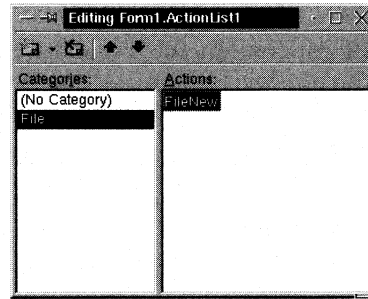 Editing Form1.ActionList1
Categories: Actions:
(No Category) FileNew
File